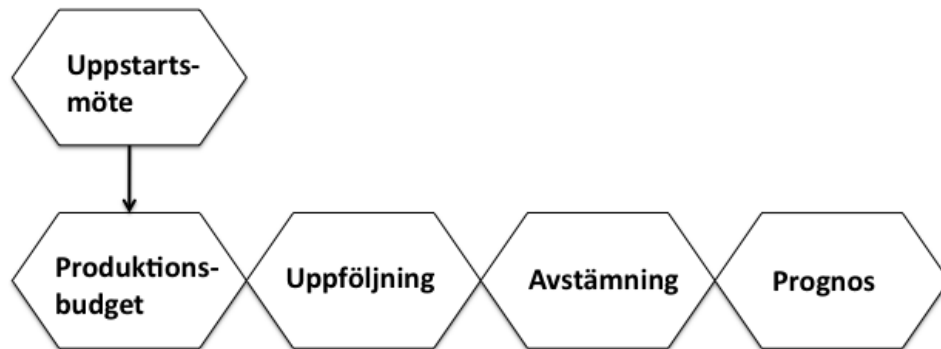 Uppstarts-
möte
Produktions-
budget
Uppföljning
Avstämning
Prognos